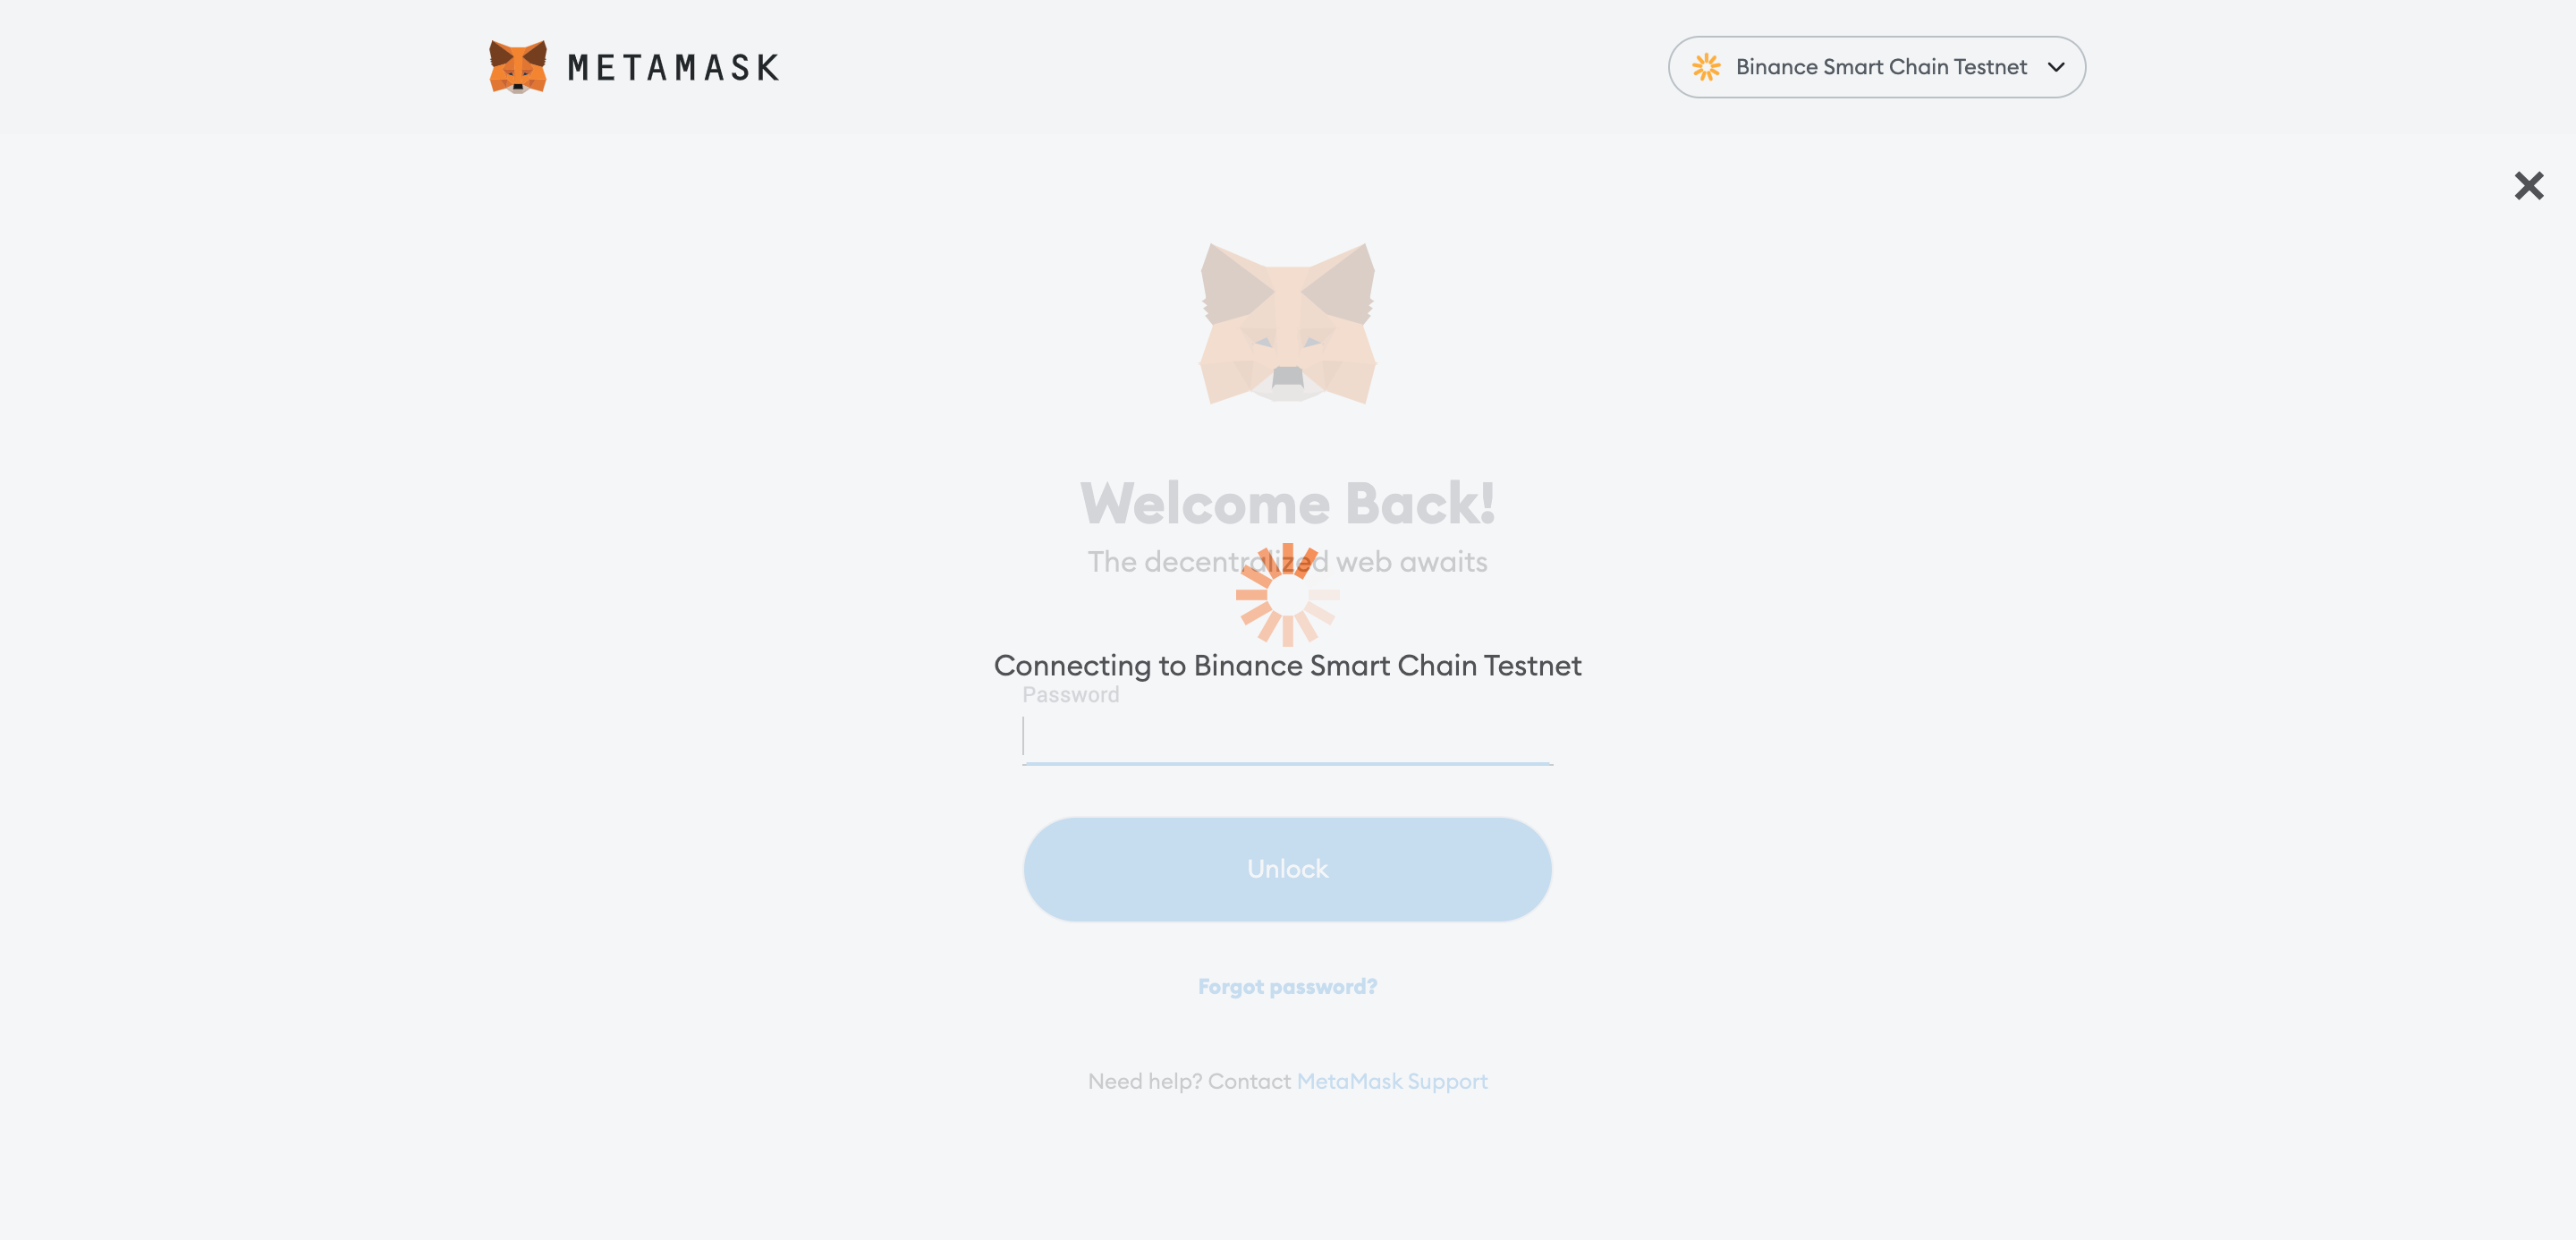 METAMASK
Binance Smart Chain Testnet
Welcome Back!
The decentralized web awaits
Connecting to Binance Smart Chain Testnet
Password
Unlock
Forgot password?
Need help? Contact MetaMask Support